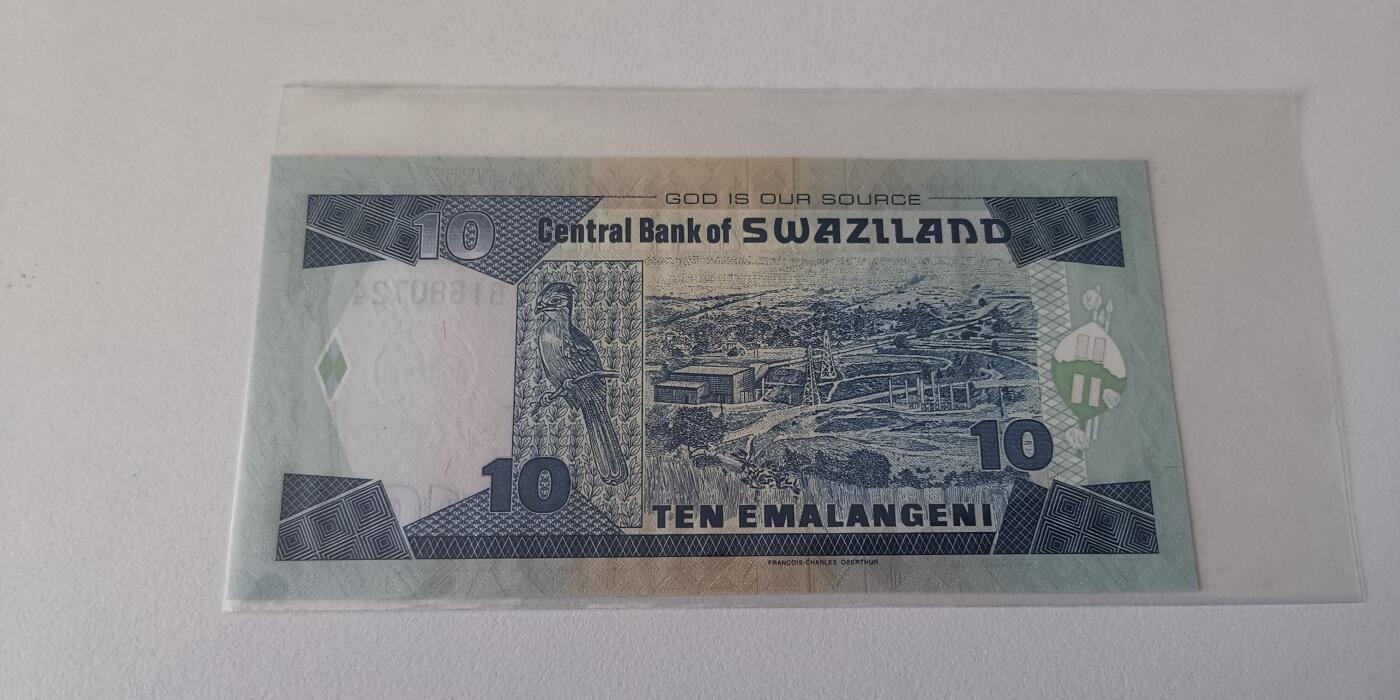 GOD IS OUR SOURCE
10
Central Bank of SWAZILAND
10
10
TEN EMALANGENI
FRANCOIS-CHARLES OBERTHUR